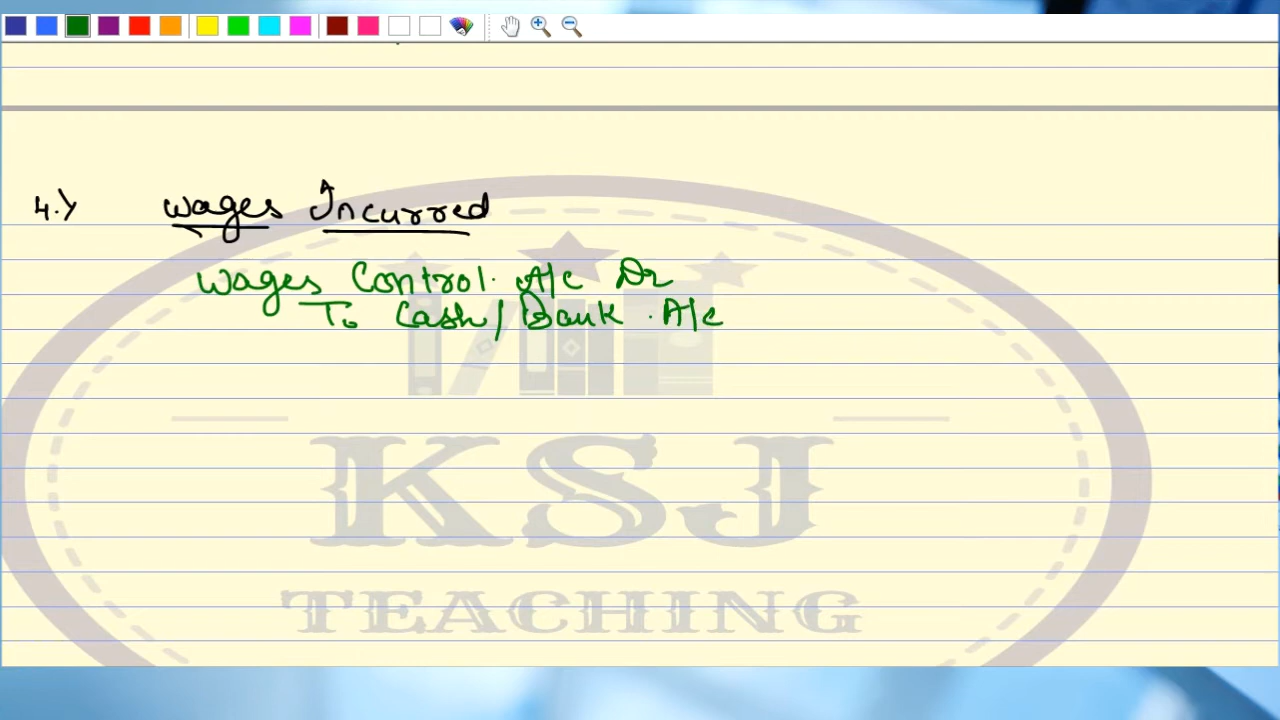 4.) Wages Incurred
Wages Control A/c Dr
To Cash/Bank A/c
KSJ
TEACHING